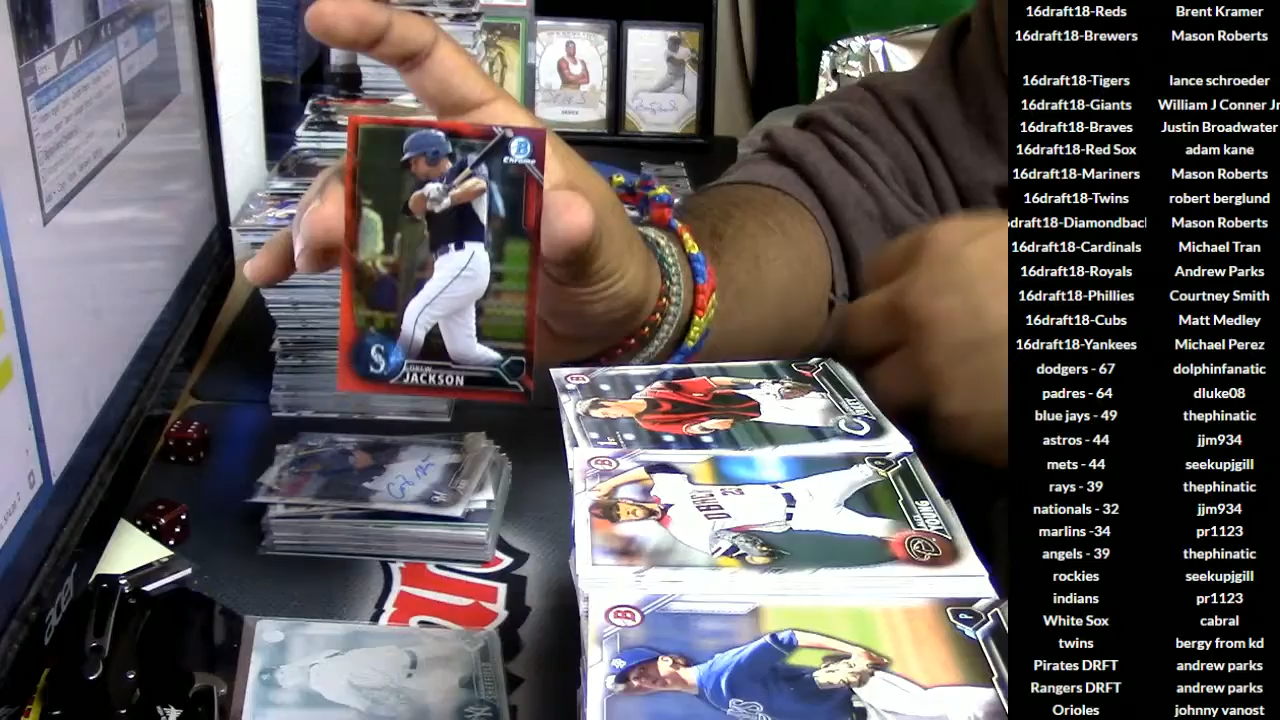 16draft18-Reds Brent Kramer
16draft18-Brewers Mason Roberts
16draft18-Tigers lance schroeder
16draft18-Giants William J Conner Jr
16draft18-Braves Justin Broadwater
16draft18-Red Sox adam kane
16draft18-Mariners Mason Roberts
16draft18-Twins robert berglund
draft18-Diamondback Mason Roberts
16draft18-Cardinals Michael Tran
16draft18-Royals Andrew Parks
16draft18-Phillies Courtney Smith
16draft18-Cubs Matt Medley
16draft18-Yankees Michael Perez
dodgers - 67 dolphinfanatic
padres - 64 dluke08
blue jays - 49 thephinatic
astros - 44 jjm934
mets - 44 seekupjgill
rays - 39 thephinatic
nationals - 32 jjm934
marlins -34 pr1123
angels - 39 thephinatic
rockies seekupjgill
indians pr1123
White Sox cabral
twins bergy from kd
Pirates DRFT andrew parks
Rangers DRFT andrew parks
Orioles johnny vanost
B
Chrome
S
DREW
JACKSON
YOUNG
P
acer